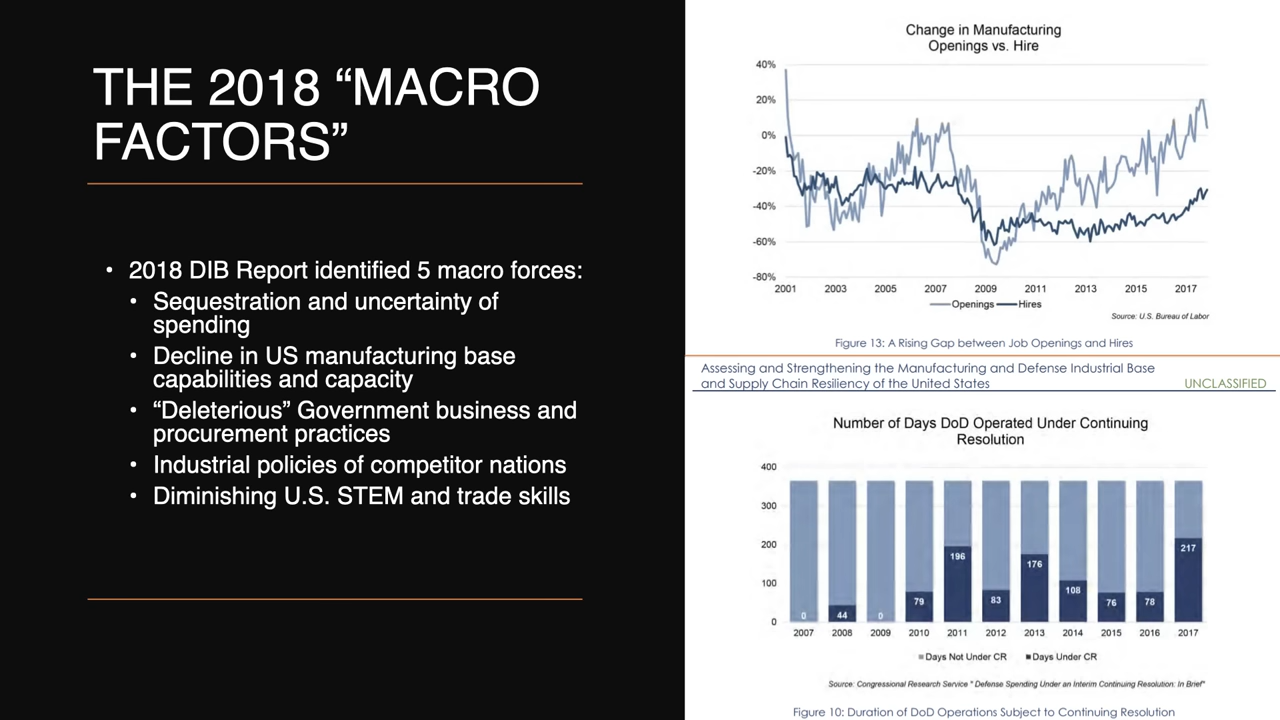 THE 2018 “MACRO
FACTORS”
• 2018 DIB Report identified 5 macro forces:
• Sequestration and uncertainty of
spending
• Decline in US manufacturing base
capabilities and capacity
• “Deleterious” Government business and
procurement practices
• Industrial policies of competitor nations
• Diminishing U.S. STEM and trade skills
Change in Manufacturing
Openings vs. Hire
40%
20%
0%
-20%
-40%
-60%
-80%
2001 2003 2005 2007 2009 2011 2013 2015 2017
Openings Hires
Source: U.S. Bureau of Labor
Figure 13: A Rising Gap between Job Openings and Hires
Assessing and Strengthening the Manufacturing and Defense Industrial Base
and Supply Chain Resiliency of the United States UNCLASSIFIED
Number of Days DoD Operated Under Continuing
Resolution
400
300
200
100
0
0 44 0 79 196 83 176 108 76 78 217
2007 2008 2009 2010 2011 2012 2013 2014 2015 2016 2017
Days Not Under CR Days Under CR
Source: Congressional Research Service " Defense Spending Under an Interim Continuing Resolution: In Brief"
Figure 10: Duration of DoD Operations Subject to Continuing Resolution